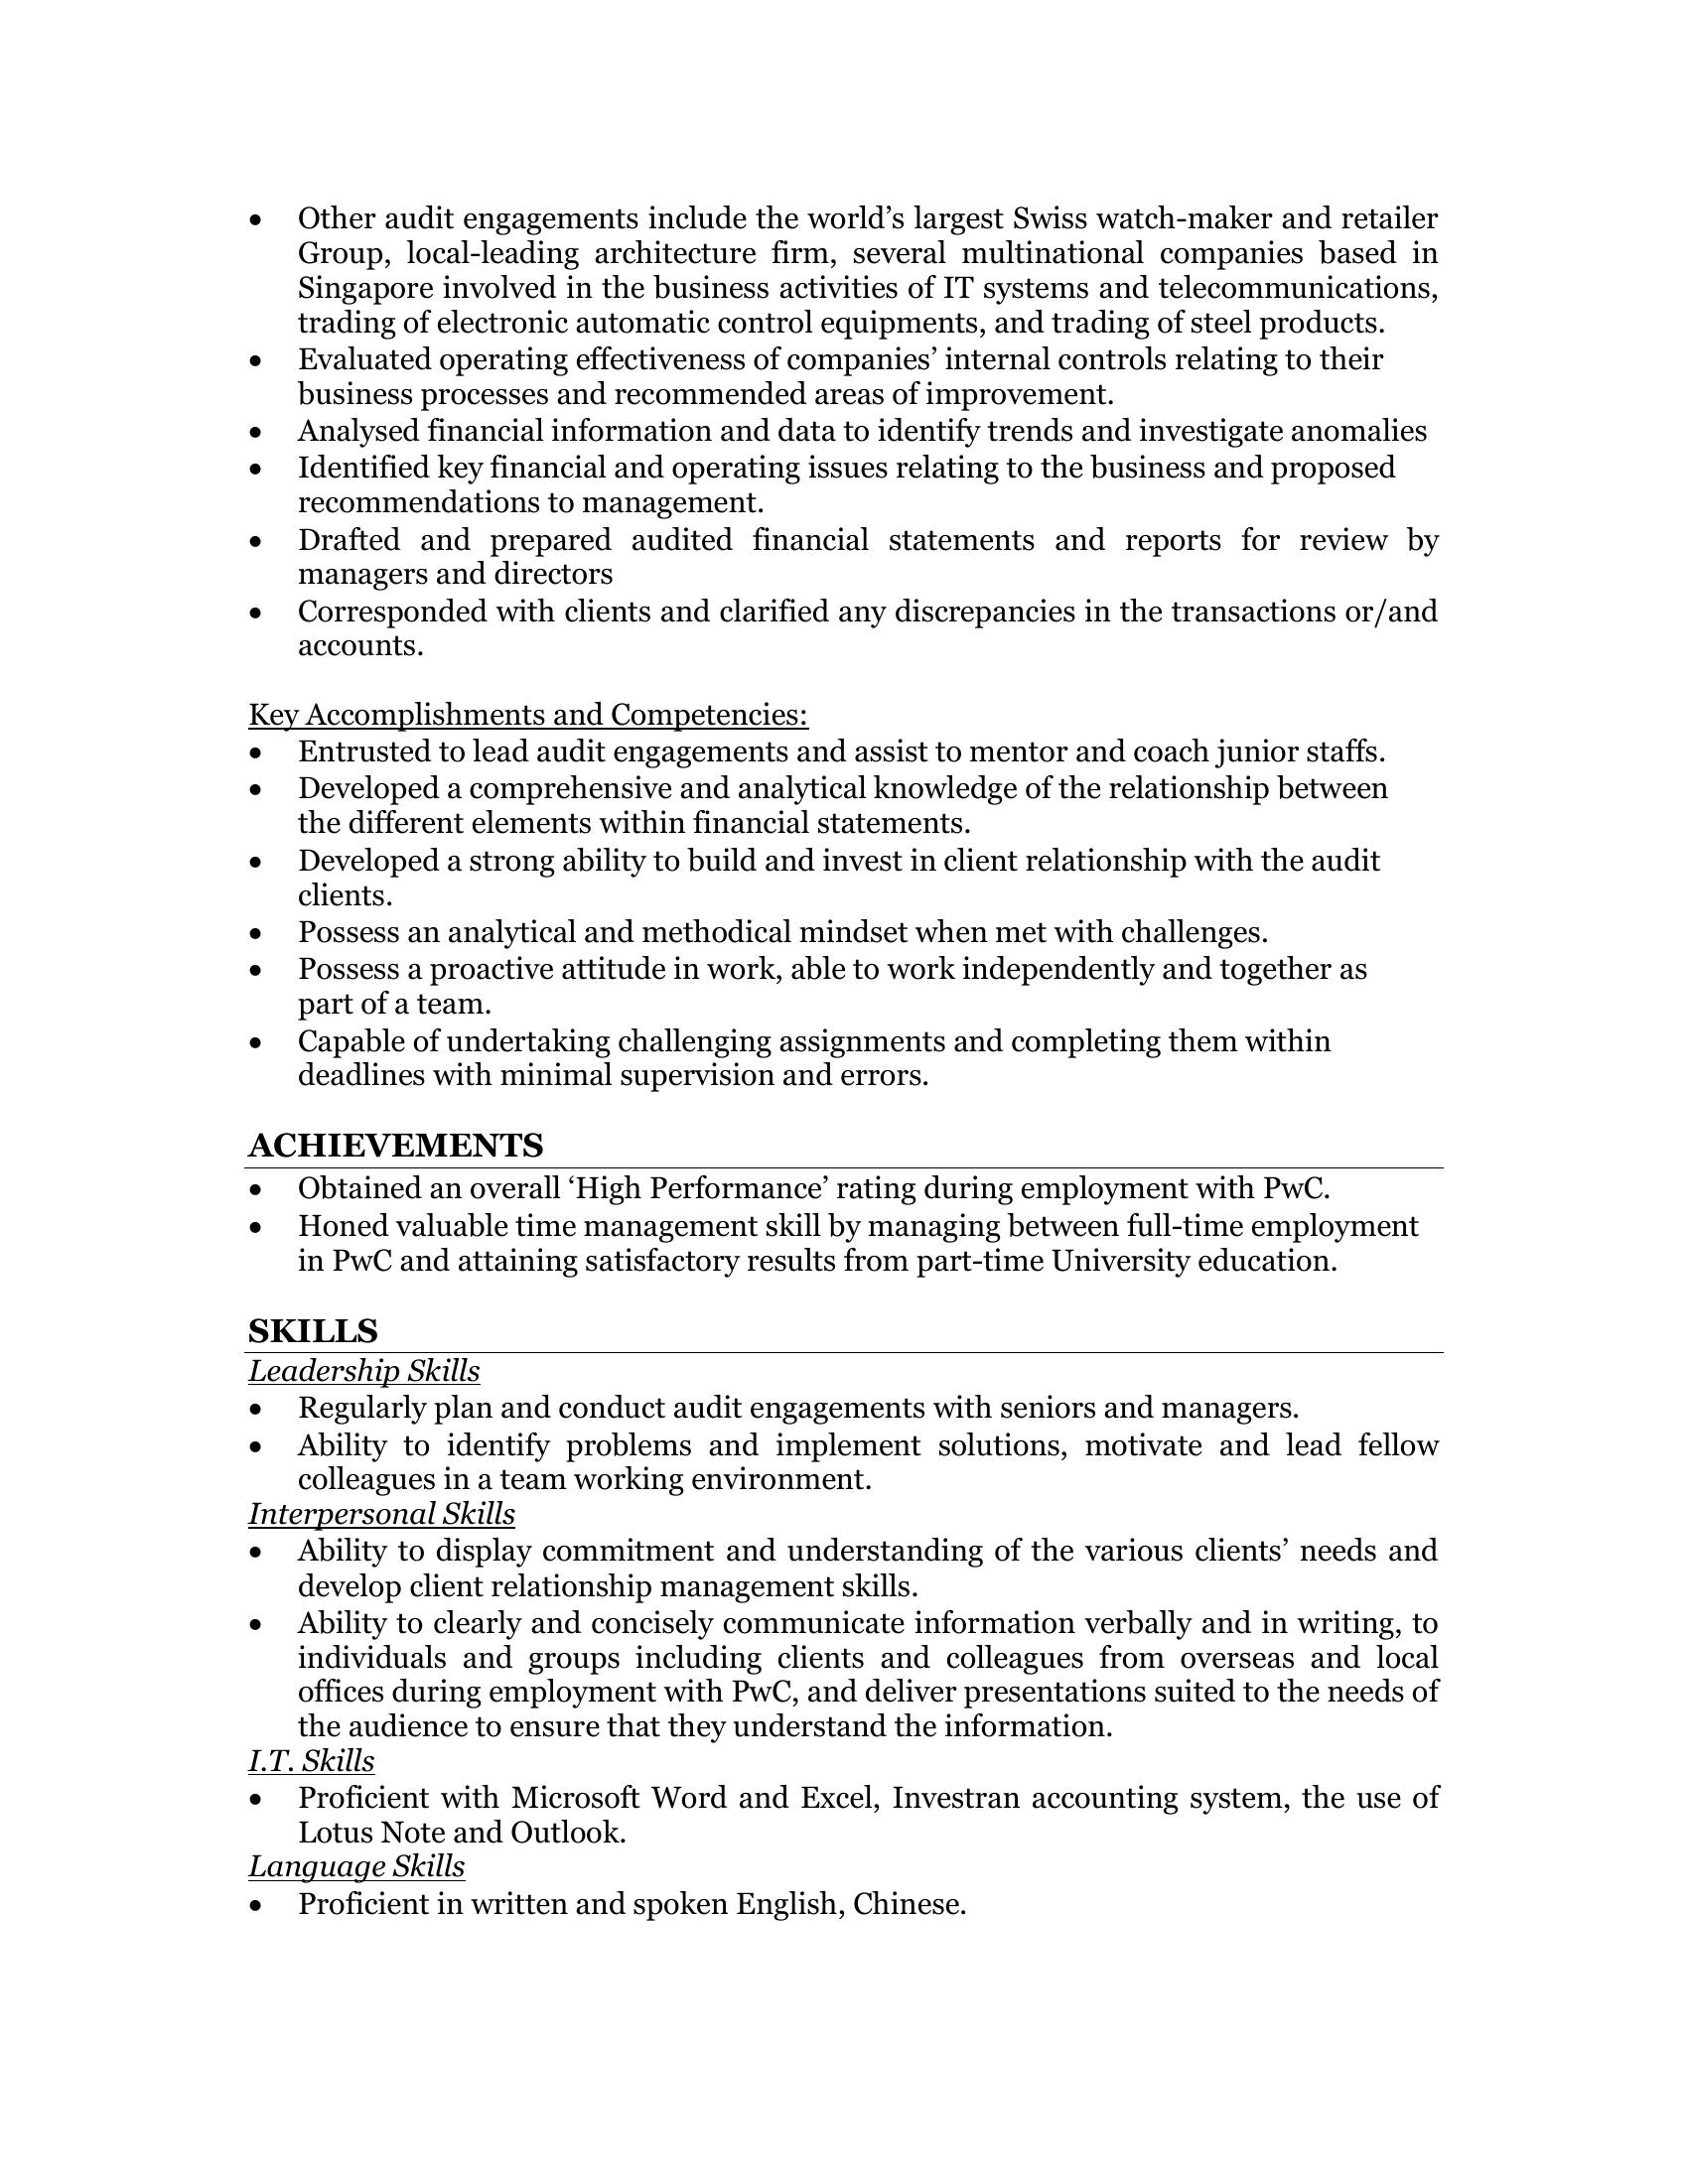 • Other audit engagements include the world’s largest Swiss watch-maker and retailer
Group, local-leading architecture firm, several multinational companies based in
Singapore involved in the business activities of IT systems and telecommunications,
trading of electronic automatic control equipments, and trading of steel products.
• Evaluated operating effectiveness of companies’ internal controls relating to their
business processes and recommended areas of improvement.
• Analysed financial information and data to identify trends and investigate anomalies
• Identified key financial and operating issues relating to the business and proposed
recommendations to management.
• Drafted and prepared audited financial statements and reports for review by
managers and directors
• Corresponded with clients and clarified any discrepancies in the transactions or/and
accounts.
Key Accomplishments and Competencies:
• Entrusted to lead audit engagements and assist to mentor and coach junior staffs.
• Developed a comprehensive and analytical knowledge of the relationship between
the different elements within financial statements.
• Developed a strong ability to build and invest in client relationship with the audit
clients.
• Possess an analytical and methodical mindset when met with challenges.
• Possess a proactive attitude in work, able to work independently and together as
part of a team.
• Capable of undertaking challenging assignments and completing them within
deadlines with minimal supervision and errors.
ACHIEVEMENTS
• Obtained an overall ‘High Performance’ rating during employment with PwC.
• Honed valuable time management skill by managing between full-time employment
in PwC and attaining satisfactory results from part-time University education.
SKILLS
Leadership Skills
• Regularly plan and conduct audit engagements with seniors and managers.
• Ability to identify problems and implement solutions, motivate and lead fellow
colleagues in a team working environment.
Interpersonal Skills
• Ability to display commitment and understanding of the various clients’ needs and
develop client relationship management skills.
• Ability to clearly and concisely communicate information verbally and in writing, to
individuals and groups including clients and colleagues from overseas and local
offices during employment with PwC, and deliver presentations suited to the needs of
the audience to ensure that they understand the information.
I.T. Skills
• Proficient with Microsoft Word and Excel, Investran accounting system, the use of
Lotus Note and Outlook.
Language Skills
• Proficient in written and spoken English, Chinese.